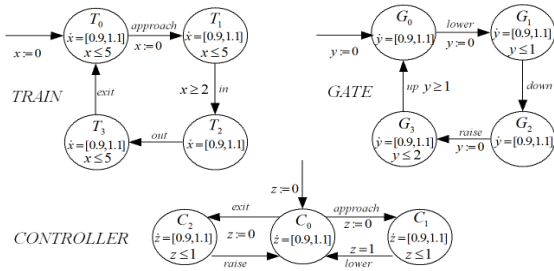 T₀
ẋ=[0.9,1.1]
x≤5
approach
x:=0
T₁
ẋ=[0.9,1.1]
x≤5
x:=0
TRAIN
exit
x≥2
in
T₃
ẋ=[0.9,1.1]
x≤5
out
T₂
ẋ=[0.9,1.1]
G₀
ẏ=[0.9,1.1]
lower
y:=0
G₁
ẏ=[0.9,1.1]
y≤1
y:=0
GATE
up y≥1
down
G₃
ẏ=[0.9,1.1]
y≤2
raise
y:=0
G₂
ẏ=[0.9,1.1]
CONTROLLER
z:=0
C₂
ż=[0.9,1.1]
z≤1
exit
z:=0
raise
C₀
ż=[0.9,1.1]
approach
z:=0
z=1
lower
C₁
ż=[0.9,1.1]
z≤1